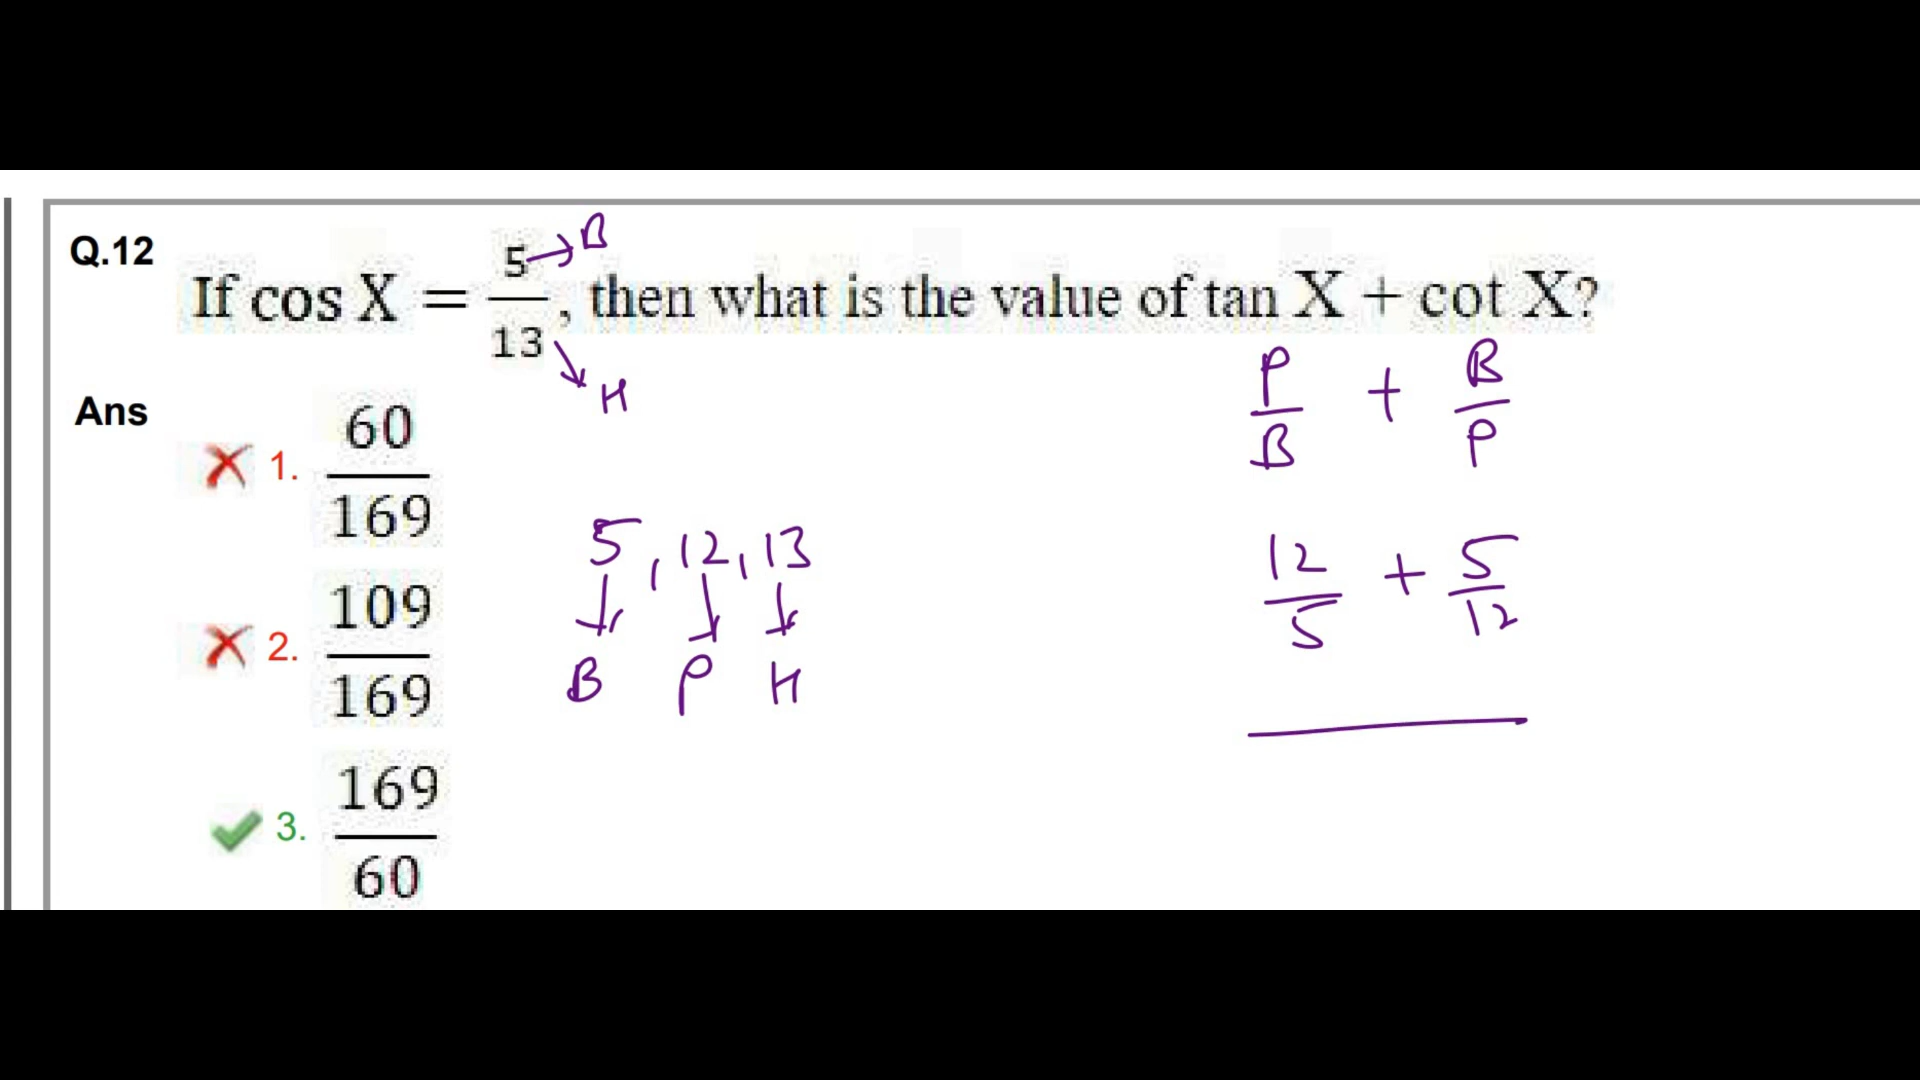 Q.12 If cos X = 5/13, then what is the value of tan X + cot X?
→ B
→ H
P/B + B/P
Ans
1. 60/169
5, 12, 13
12/5 + 5/12
B P H
2. 109/169
3. 169/60